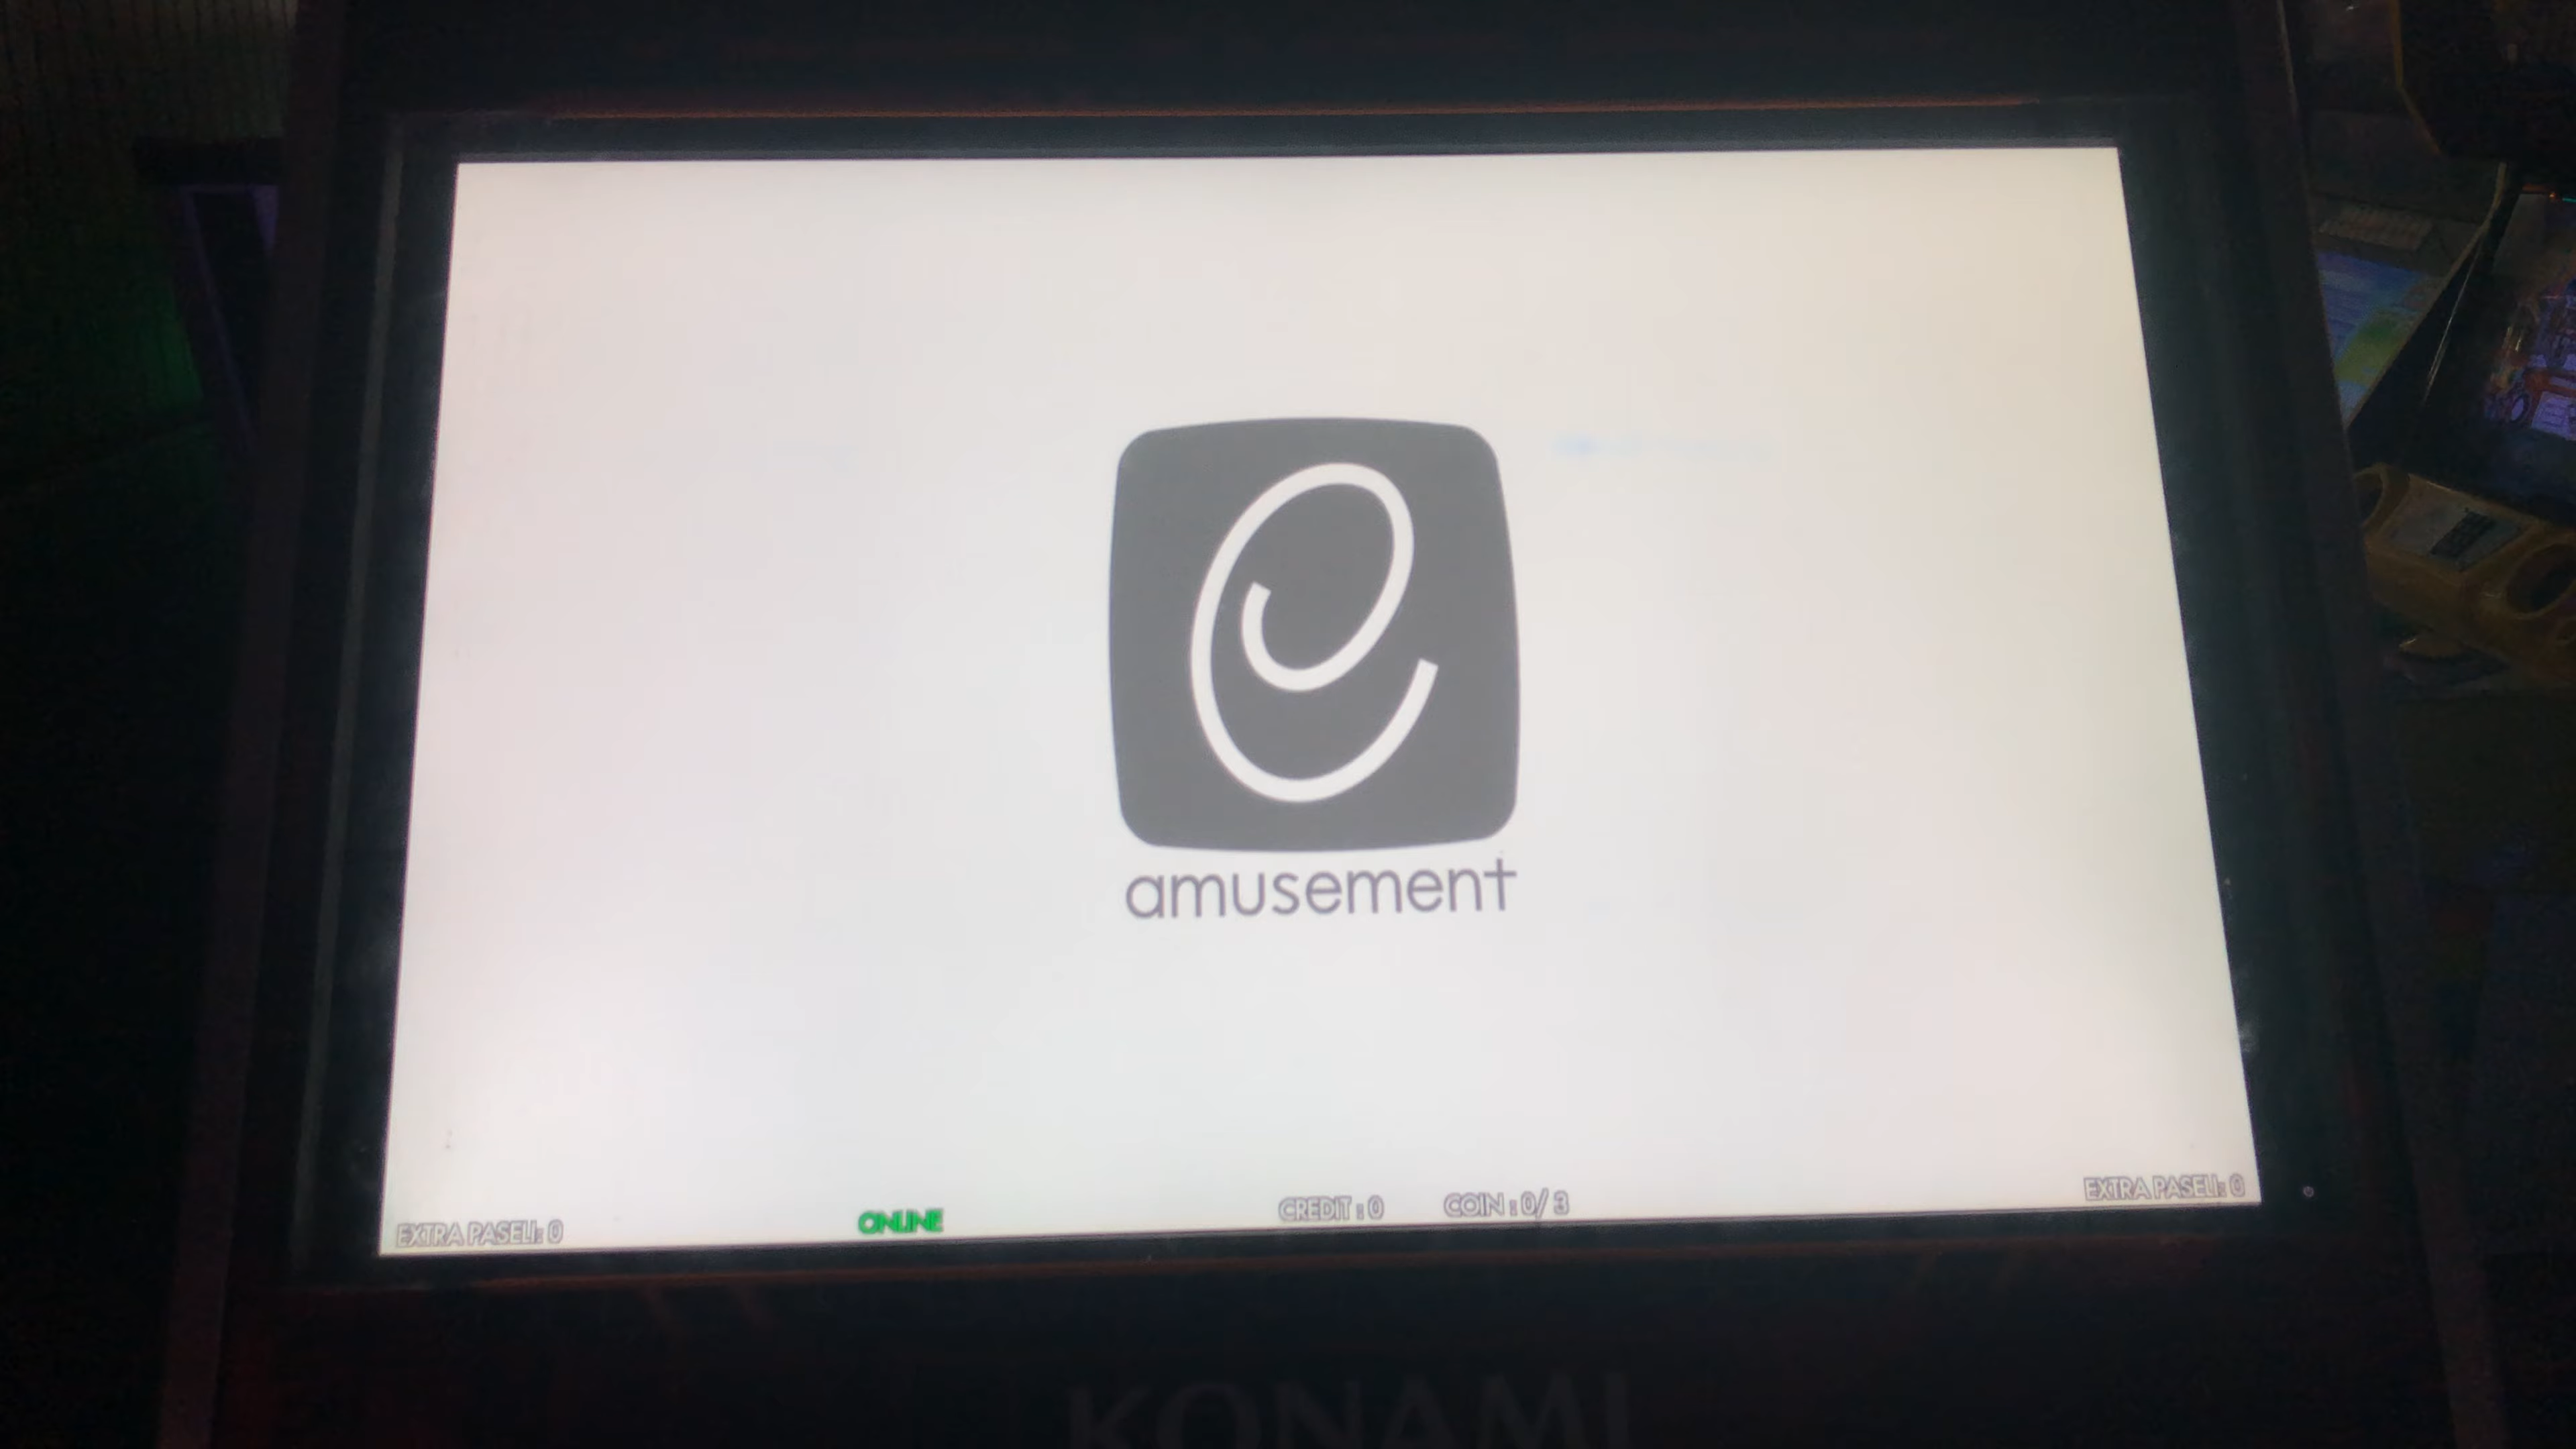 e
amusement
EXTRA PASELI: 0
ONLINE
CREDIT : 0
COIN : 0/ 3
EXTRA PASELI: 0
KONAMI